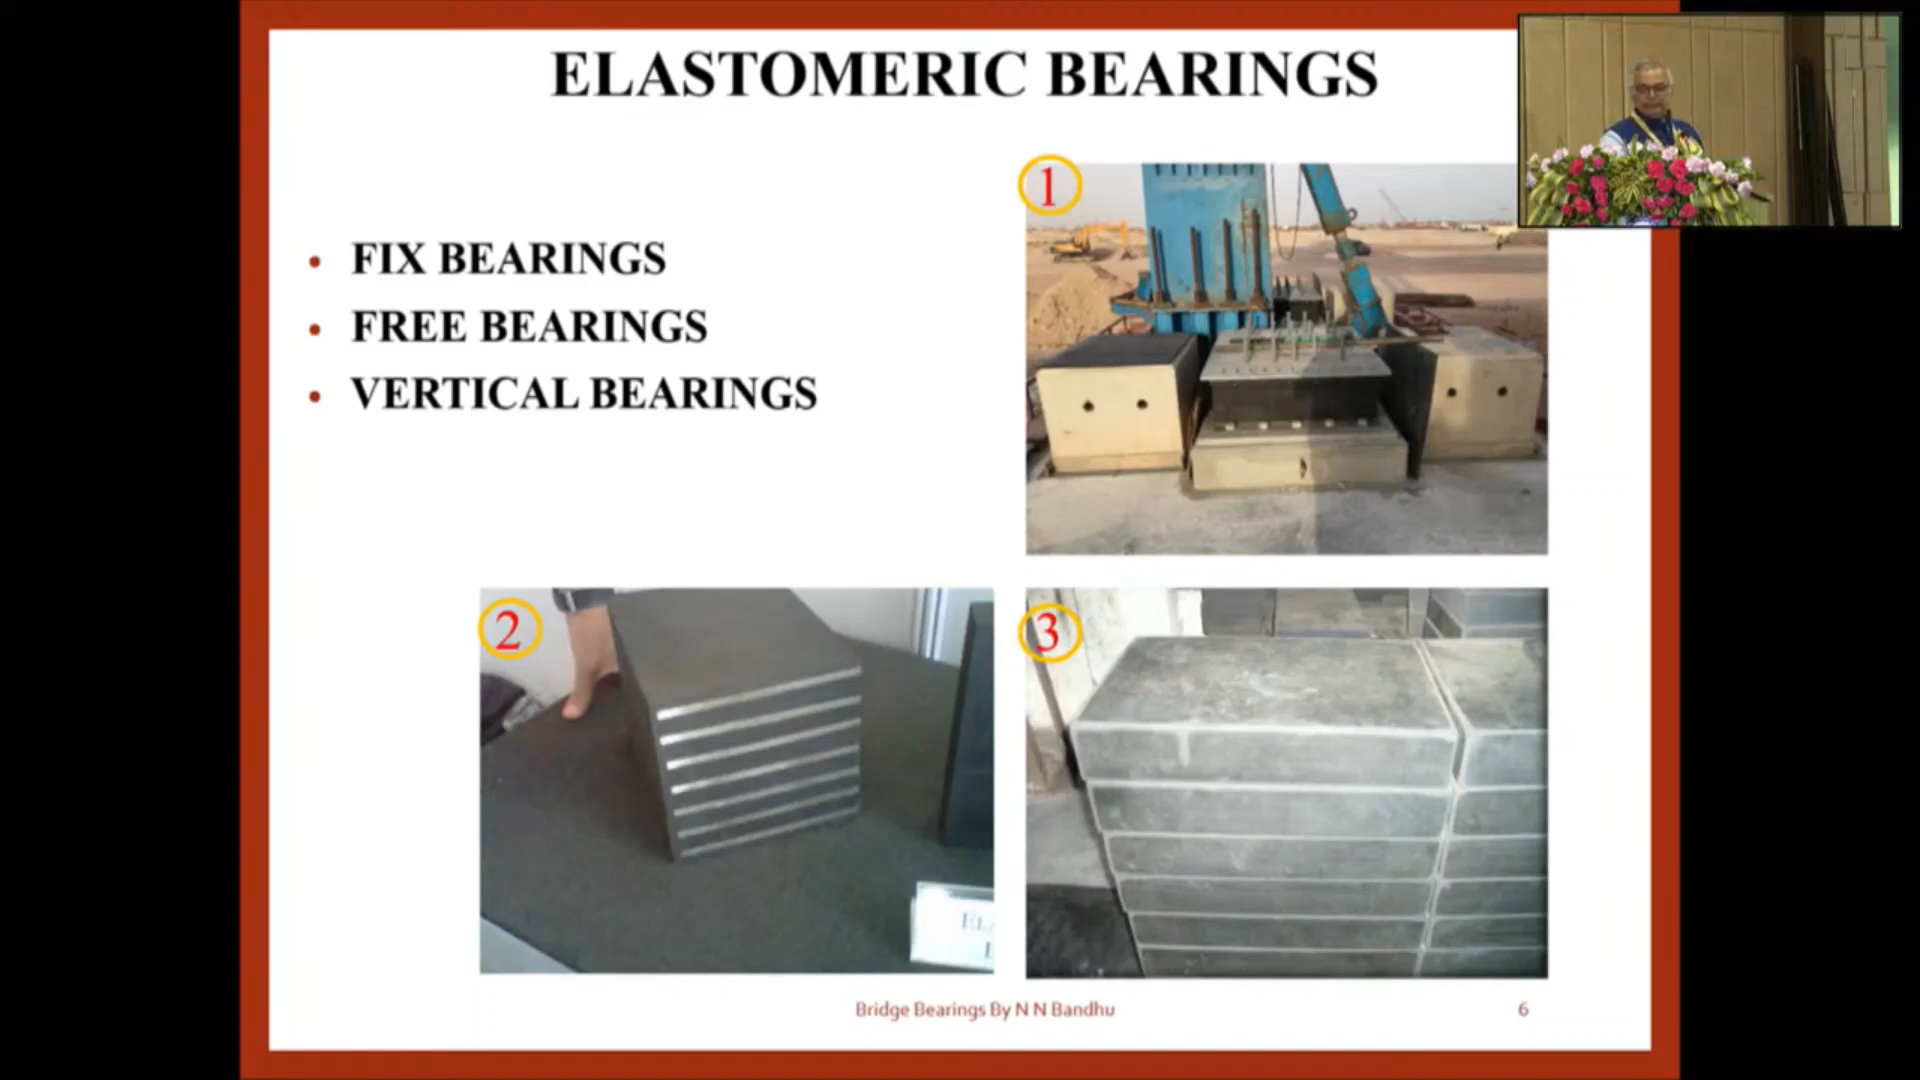 ELASTOMERIC BEARINGS
• FIX BEARINGS
• FREE BEARINGS
• VERTICAL BEARINGS
1
2
3
Bridge Bearings By N N Bandhu
6